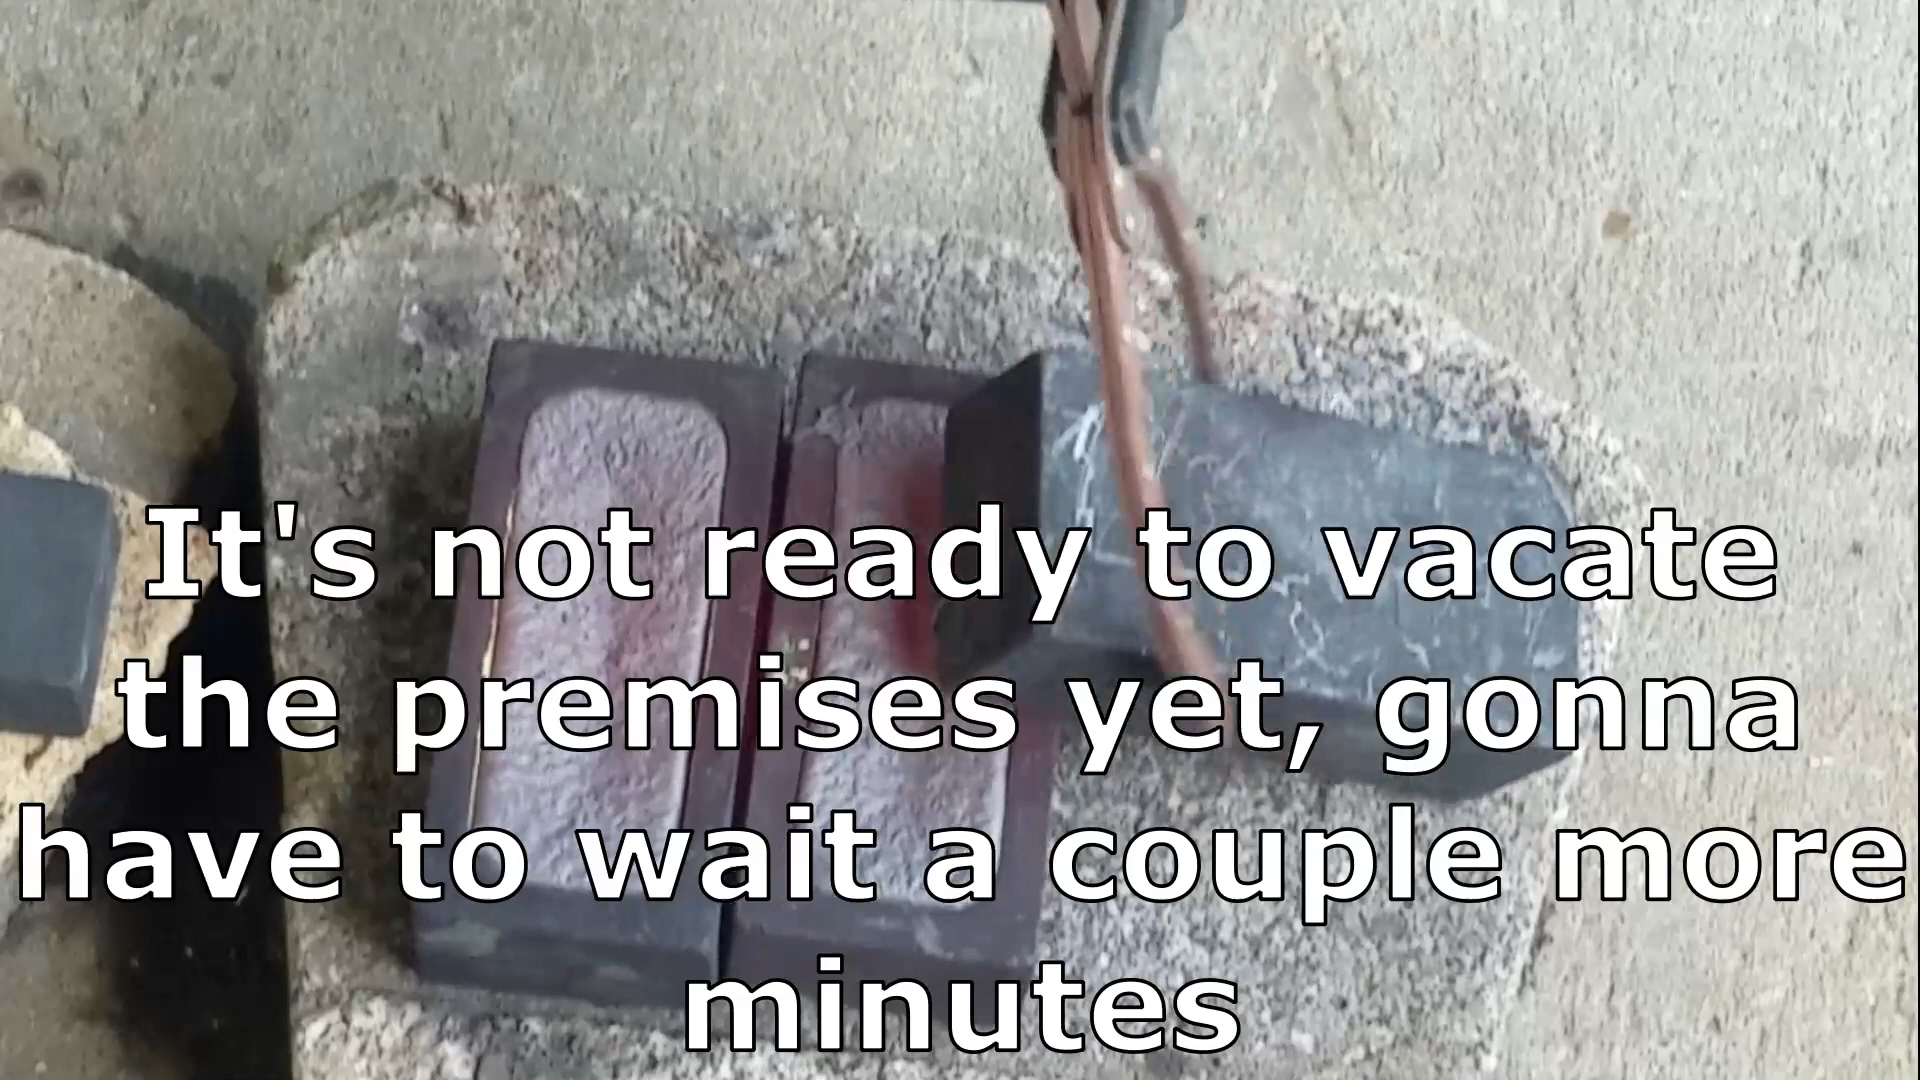 It's not ready to vacate
the premises yet, gonna
have to wait a couple more
minutes